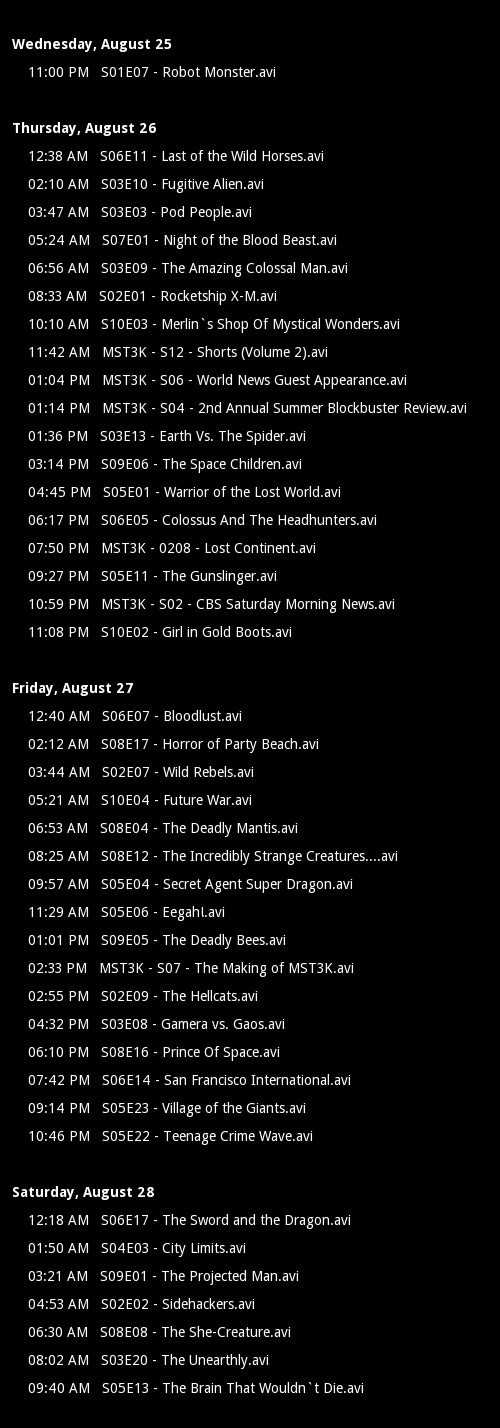 Wednesday, August 25
11:00 PM S01E07 - Robot Monster.avi
Thursday, August 26
12:38 AM S06E11 - Last of the Wild Horses.avi
02:10 AM S03E10 - Fugitive Alien.avi
03:47 AM S03E03 - Pod People.avi
05:24 AM S07E01 - Night of the Blood Beast.avi
06:56 AM S03E09 - The Amazing Colossal Man.avi
08:33 AM S02E01 - Rocketship X-M.avi
10:10 AM S10E03 - Merlin`s Shop Of Mystical Wonders.avi
11:42 AM MST3K - S12 - Shorts (Volume 2).avi
01:04 PM MST3K - S06 - World News Guest Appearance.avi
01:14 PM MST3K - S04 - 2nd Annual Summer Blockbuster Review.avi
01:36 PM S03E13 - Earth Vs. The Spider.avi
03:14 PM S09E06 - The Space Children.avi
04:45 PM S05E01 - Warrior of the Lost World.avi
06:17 PM S06E05 - Colossus And The Headhunters.avi
07:50 PM MST3K - 0208 - Lost Continent.avi
09:27 PM S05E11 - The Gunslinger.avi
10:59 PM MST3K - S02 - CBS Saturday Morning News.avi
11:08 PM S10E02 - Girl in Gold Boots.avi
Friday, August 27
12:40 AM S06E07 - Bloodlust.avi
02:12 AM S08E17 - Horror of Party Beach.avi
03:44 AM S02E07 - Wild Rebels.avi
05:21 AM S10E04 - Future War.avi
06:53 AM S08E04 - The Deadly Mantis.avi
08:25 AM S08E12 - The Incredibly Strange Creatures....avi
09:57 AM S05E04 - Secret Agent Super Dragon.avi
11:29 AM S05E06 - Eegah!.avi
01:01 PM S09E05 - The Deadly Bees.avi
02:33 PM MST3K - S07 - The Making of MST3K.avi
02:55 PM S02E09 - The Hellcats.avi
04:32 PM S03E08 - Gamera vs. Gaos.avi
06:10 PM S08E16 - Prince Of Space.avi
07:42 PM S06E14 - San Francisco International.avi
09:14 PM S05E23 - Village of the Giants.avi
10:46 PM S05E22 - Teenage Crime Wave.avi
Saturday, August 28
12:18 AM S06E17 - The Sword and the Dragon.avi
01:50 AM S04E03 - City Limits.avi
03:21 AM S09E01 - The Projected Man.avi
04:53 AM S02E02 - Sidehackers.avi
06:30 AM S08E08 - The She-Creature.avi
08:02 AM S03E20 - The Unearthly.avi
09:40 AM S05E13 - The Brain That Wouldn`t Die.avi